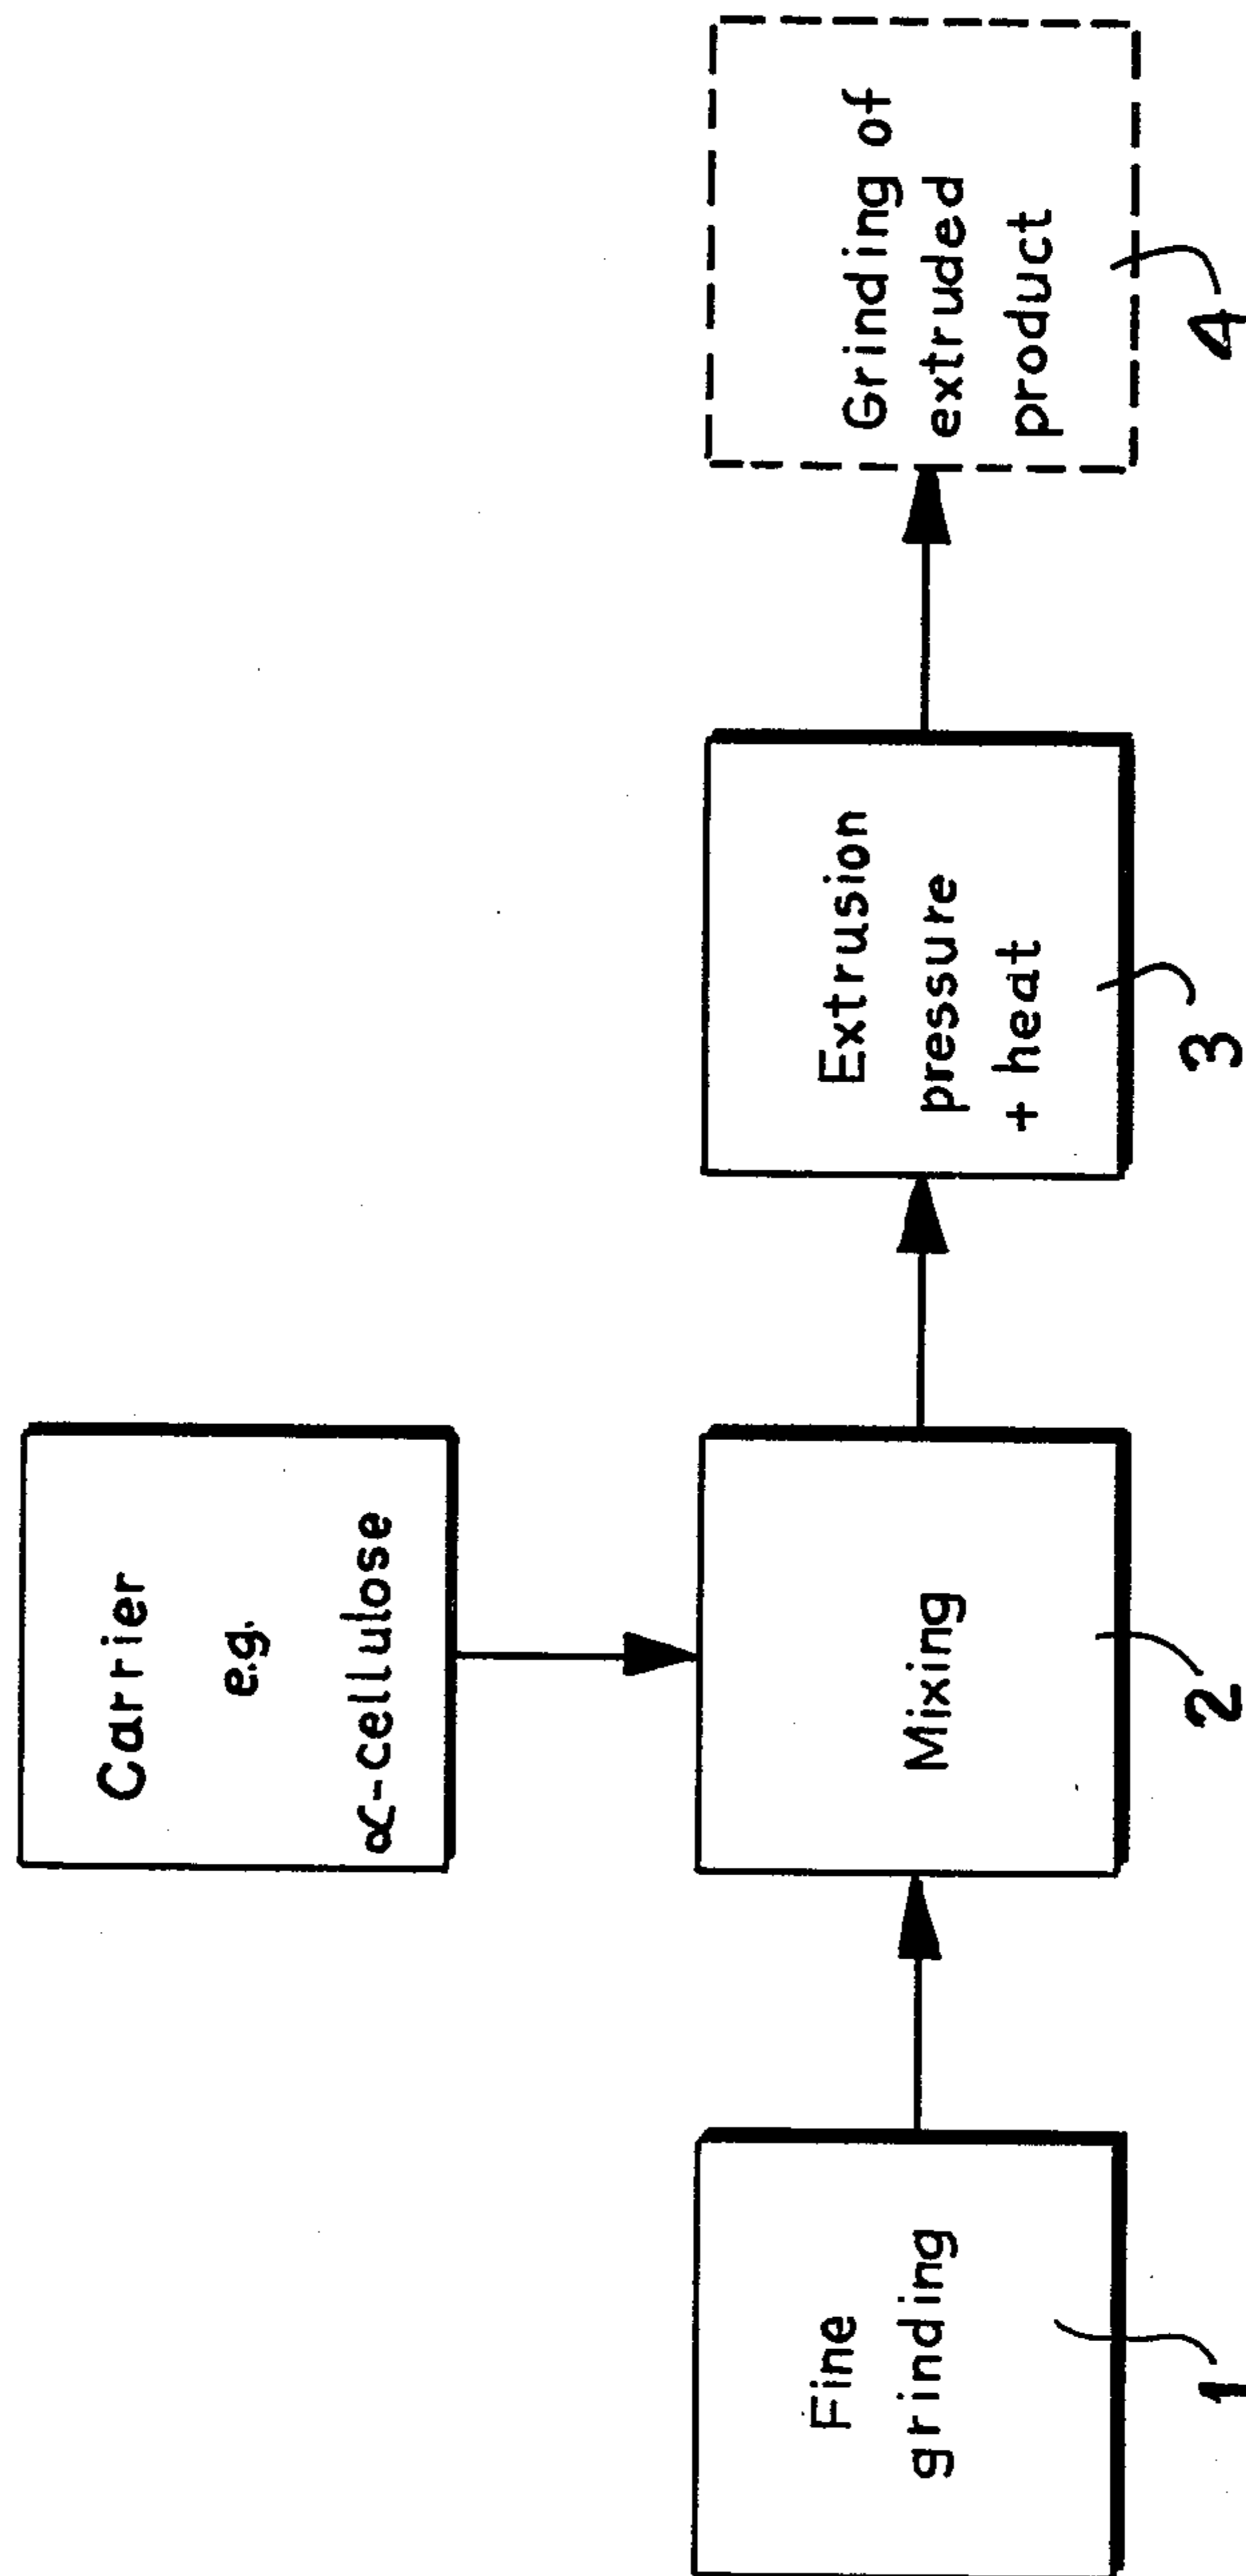 Carrier
e.g.
α-cellulose
Fine
grinding
1
Mixing
2
Extrusion
pressure
+ heat
3
Grinding of
extruded
product
4